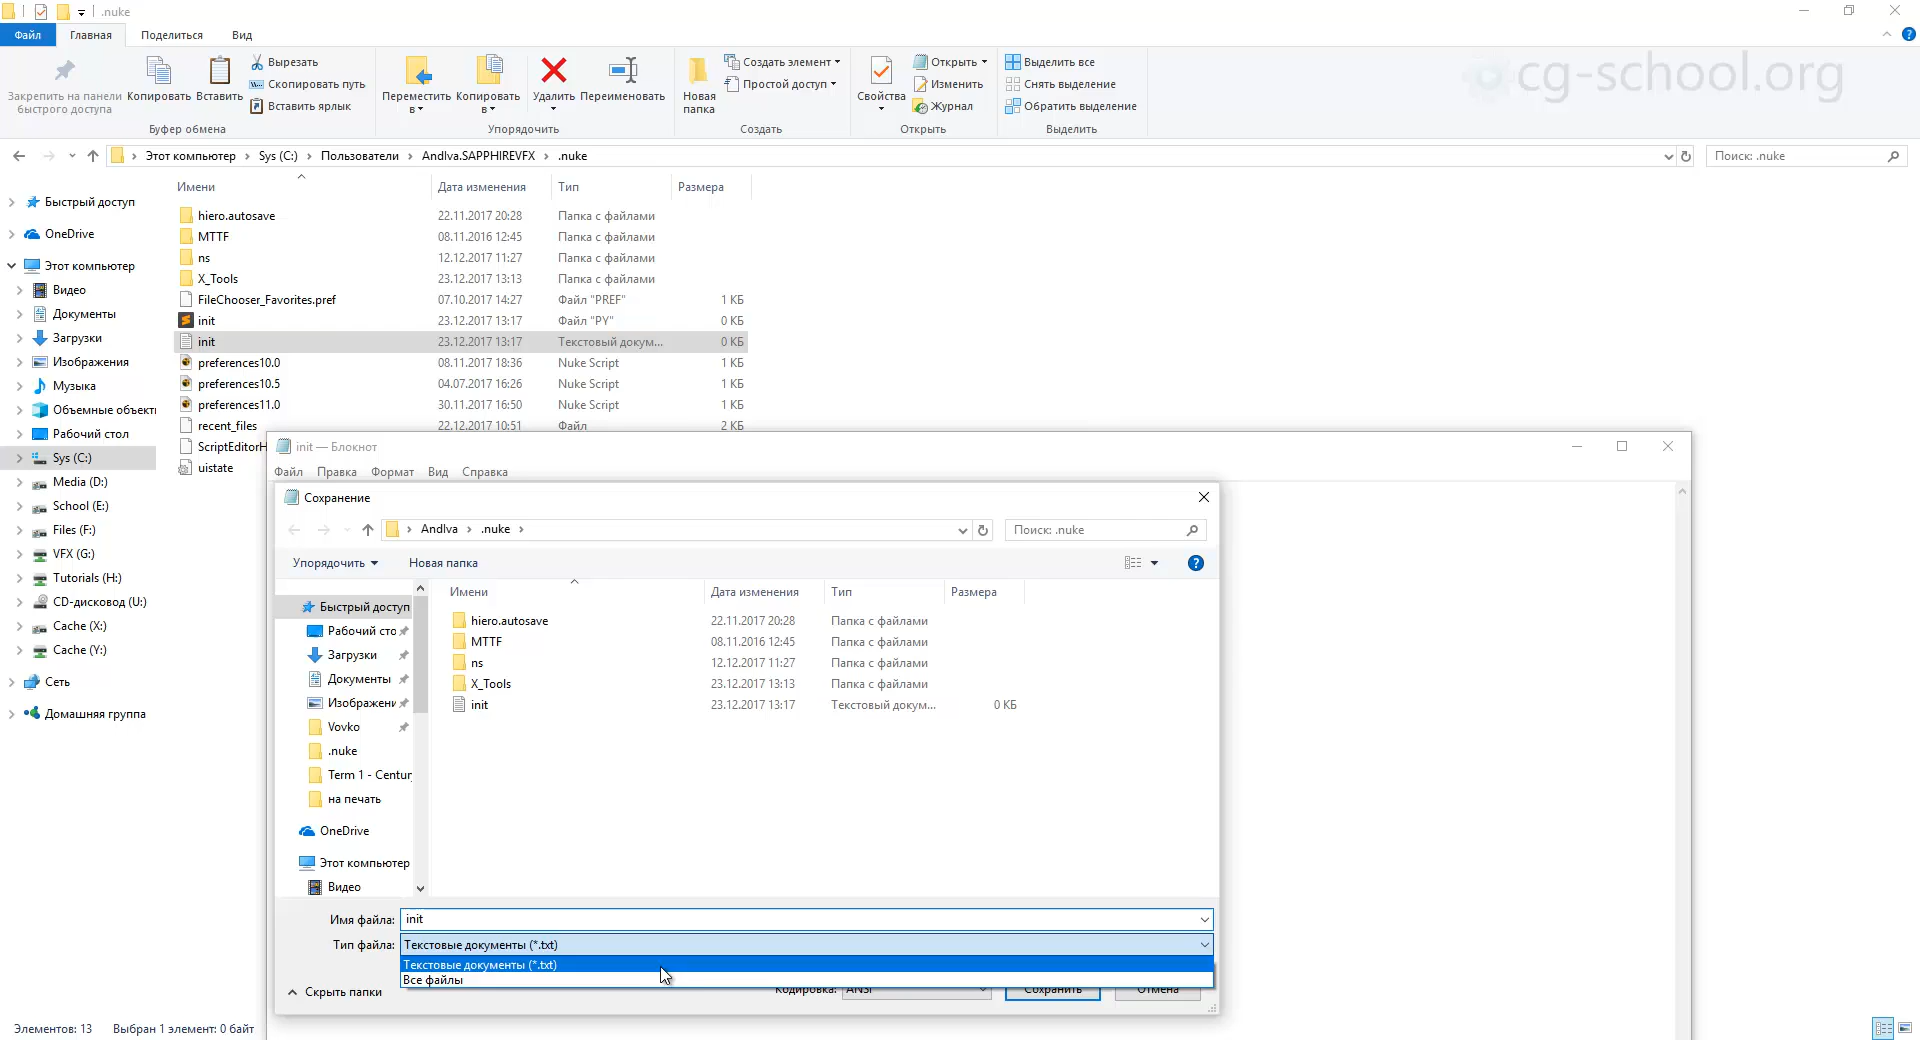 .nuke
Файл
Главная
Поделиться
Вид
Закрепить на панели быстрого доступа
Копировать
Вставить
Вырезать
Скопировать путь
Вставить ярлык
Буфер обмена
Переместить в
Копировать в
Удалить
Переименовать
Упорядочить
Новая папка
Создать элемент
Простой доступ
Создать
Свойства
Открыть
Изменить
Журнал
Открыть
Выделить все
Снять выделение
Обратить выделение
Выделить
cg-school.org
Этот компьютер > Sys (C:) > Пользователи > AndIva.SAPPHIREVFX > .nuke
Поиск: .nuke
Имени Дата изменения Тип Размера
Быстрый доступ
OneDrive
Этот компьютер
Видео
Документы
Загрузки
Изображения
Музыка
Объемные объект
Рабочий стол
Sys (C:)
Media (D:)
School (E:)
Files (F:)
VFX (G:)
Tutorials (H:)
CD-дисковод (U:)
Cache (X:)
Cache (Y:)
Сеть
Домашняя группа
hiero.autosave 22.11.2017 20:28 Папка с файлами
MTTF 08.11.2016 12:45 Папка с файлами
ns 12.12.2017 11:27 Папка с файлами
X_Tools 23.12.2017 13:13 Папка с файлами
FileChooser_Favorites.pref 07.10.2017 14:27 Файл "PREF" 1 КБ
init 23.12.2017 13:17 Файл "PY" 0 КБ
init 23.12.2017 13:17 Текстовый докум... 0 КБ
preferences10.0 08.11.2017 18:36 Nuke Script 1 КБ
preferences10.5 04.07.2017 16:26 Nuke Script 1 КБ
preferences11.0 30.11.2017 16:50 Nuke Script 1 КБ
recent_files 22.12.2017 10:51 Файл 2 КБ
ScriptEditorH
uistate
init — Блокнот
Файл Правка Формат Вид Справка
Сохранение
AndIva > .nuke >
Поиск: .nuke
Упорядочить
Новая папка
Быстрый доступ
Рабочий сто
Загрузки
Документы
Изображени
Vovko
.nuke
Term 1 - Centur
на печать
OneDrive
Этот компьютер
Видео
Имени Дата изменения Тип Размера
hiero.autosave 22.11.2017 20:28 Папка с файлами
MTTF 08.11.2016 12:45 Папка с файлами
ns 12.12.2017 11:27 Папка с файлами
X_Tools 23.12.2017 13:13 Папка с файлами
init 23.12.2017 13:17 Текстовый докум... 0 КБ
Имя файла: init
Тип файла: Текстовые документы (*.txt)
Текстовые документы (*.txt)
Все файлы
Скрыть папки
Кодировка: ANSI
Сохранить
Отмена
Элементов: 13 Выбран 1 элемент: 0 байт